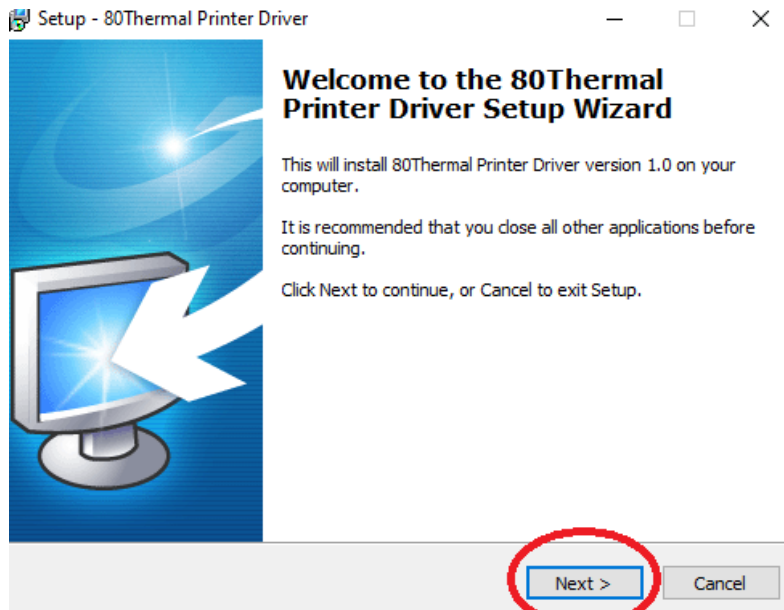 Setup - 80Thermal Printer Driver
Welcome to the 80Thermal
Printer Driver Setup Wizard
This will install 80Thermal Printer Driver version 1.0 on your
computer.
It is recommended that you close all other applications before
continuing.
Click Next to continue, or Cancel to exit Setup.
Next >
Cancel